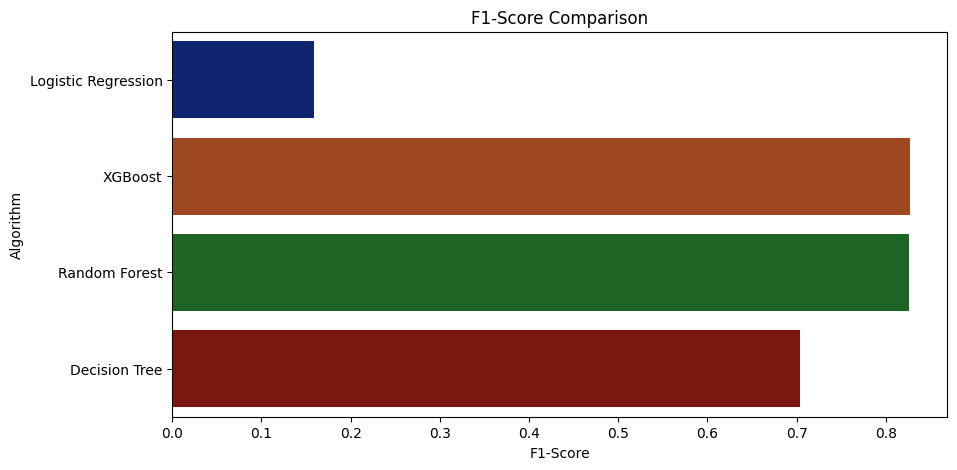 F1-Score Comparison
Logistic Regression
XGBoost
Random Forest
Decision Tree
Algorithm
0.0 0.1 0.2 0.3 0.4 0.5 0.6 0.7 0.8
F1-Score